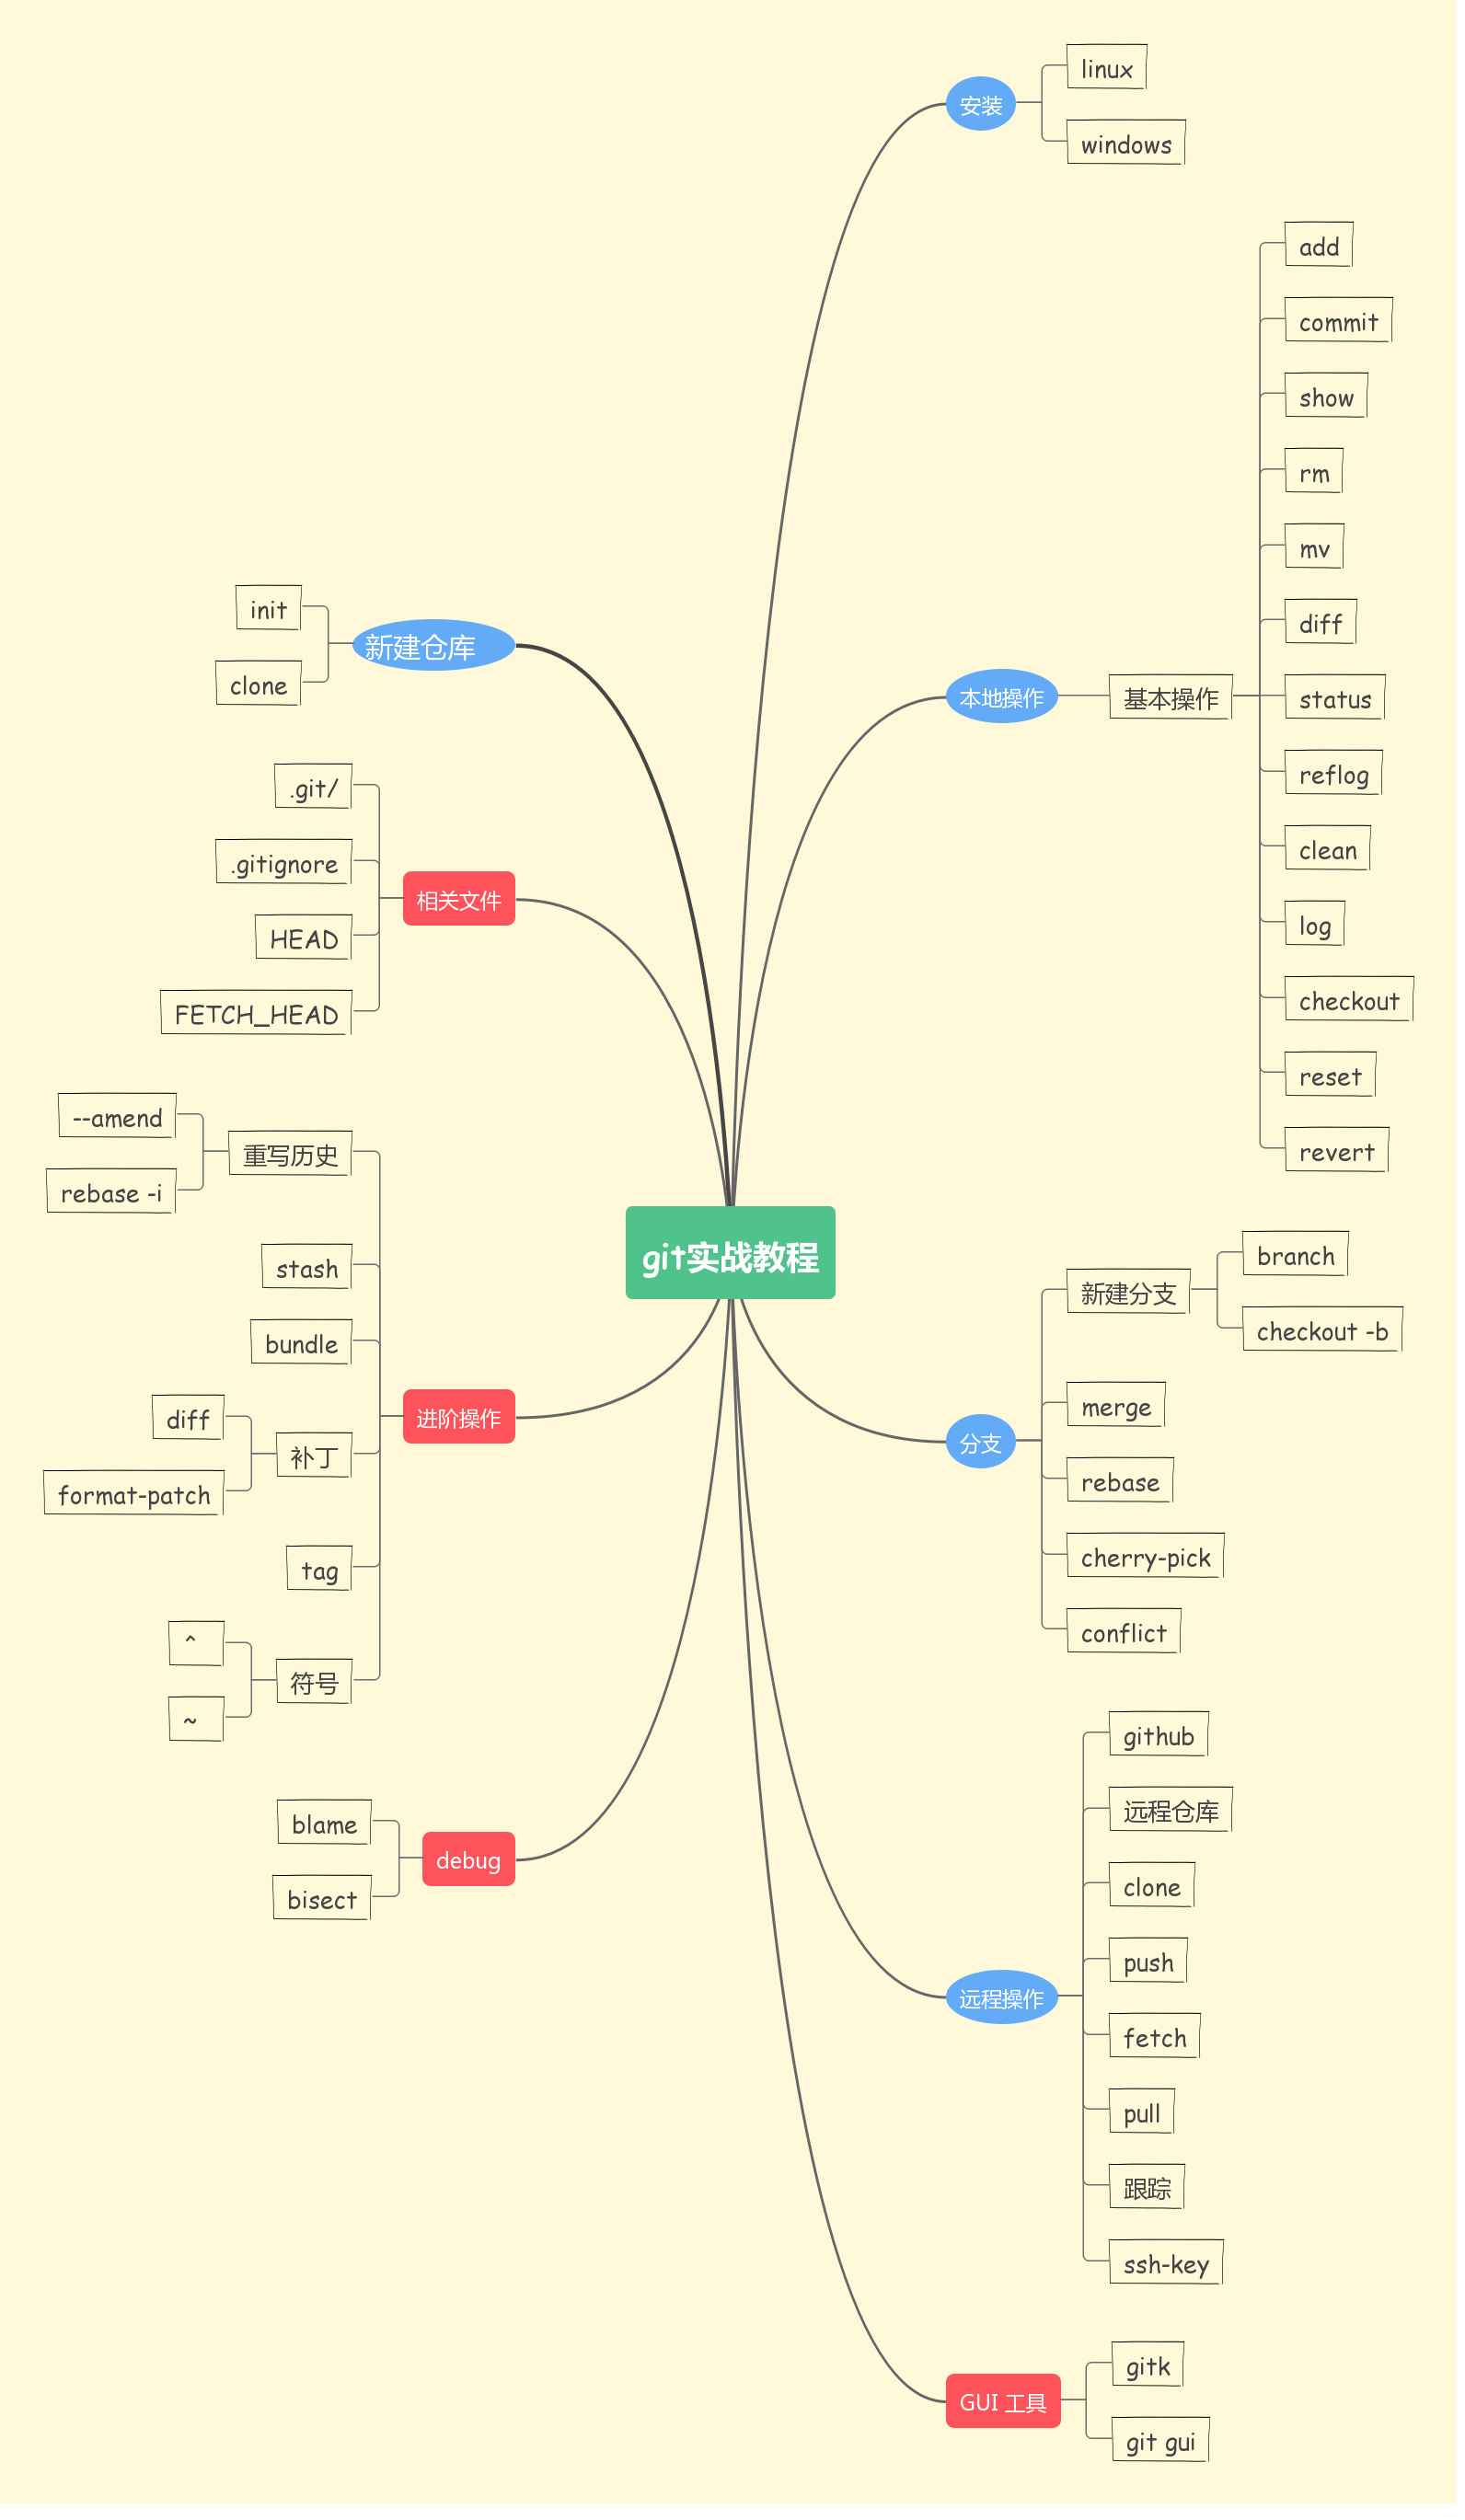 git实战教程
安装
linux
windows
本地操作
基本操作
add
commit
show
rm
mv
diff
status
reflog
clean
log
checkout
reset
revert
分支
新建分支
branch
checkout -b
merge
rebase
cherry-pick
conflict
远程操作
github
远程仓库
clone
push
fetch
pull
跟踪
ssh-key
GUI 工具
gitk
git gui
新建仓库
init
clone
相关文件
.git/
.gitignore
HEAD
FETCH_HEAD
进阶操作
重写历史
--amend
rebase -i
stash
bundle
补丁
diff
format-patch
tag
符号
^
~
debug
blame
bisect